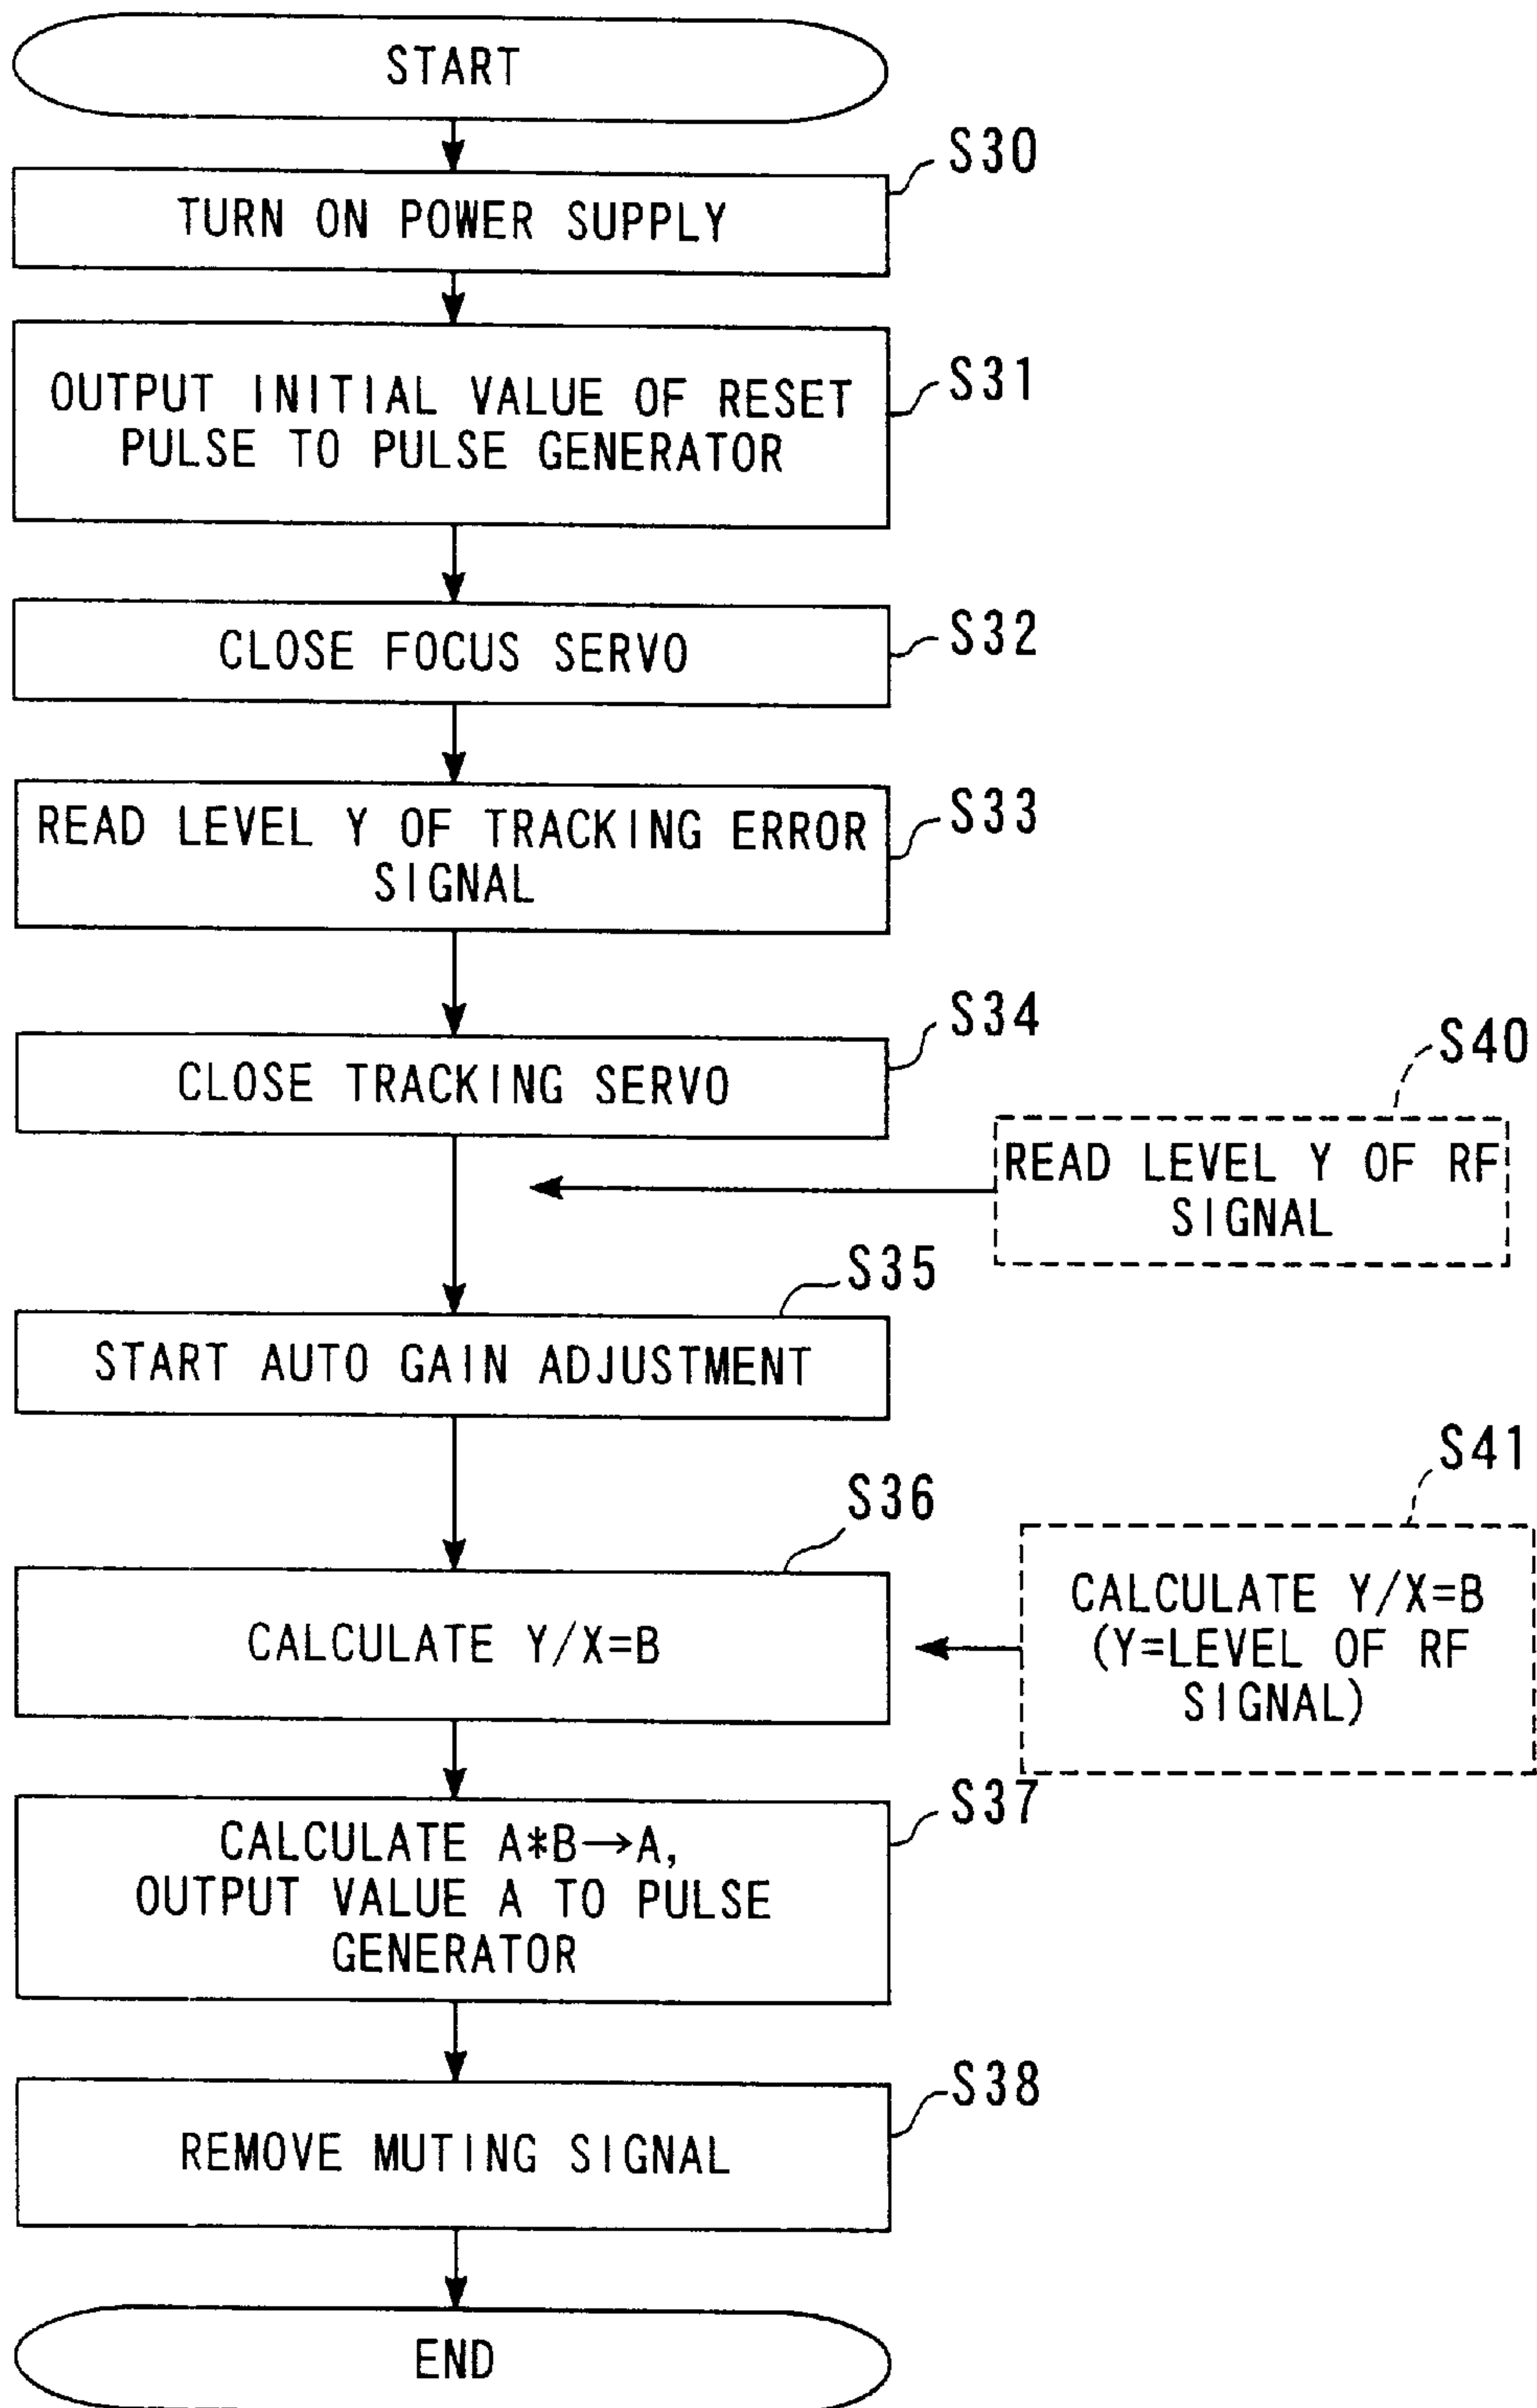 START
S30
TURN ON POWER SUPPLY
S31
OUTPUT INITIAL VALUE OF RESET
PULSE TO PULSE GENERATOR
S32
CLOSE FOCUS SERVO
S33
READ LEVEL Y OF TRACKING ERROR
SIGNAL
S34
CLOSE TRACKING SERVO
S40
READ LEVEL Y OF RF
SIGNAL
S35
START AUTO GAIN ADJUSTMENT
S36
CALCULATE Y/X=B
S41
CALCULATE Y/X=B
(Y=LEVEL OF RF
SIGNAL)
S37
CALCULATE A*B→A,
OUTPUT VALUE A TO PULSE
GENERATOR
S38
REMOVE MUTING SIGNAL
END